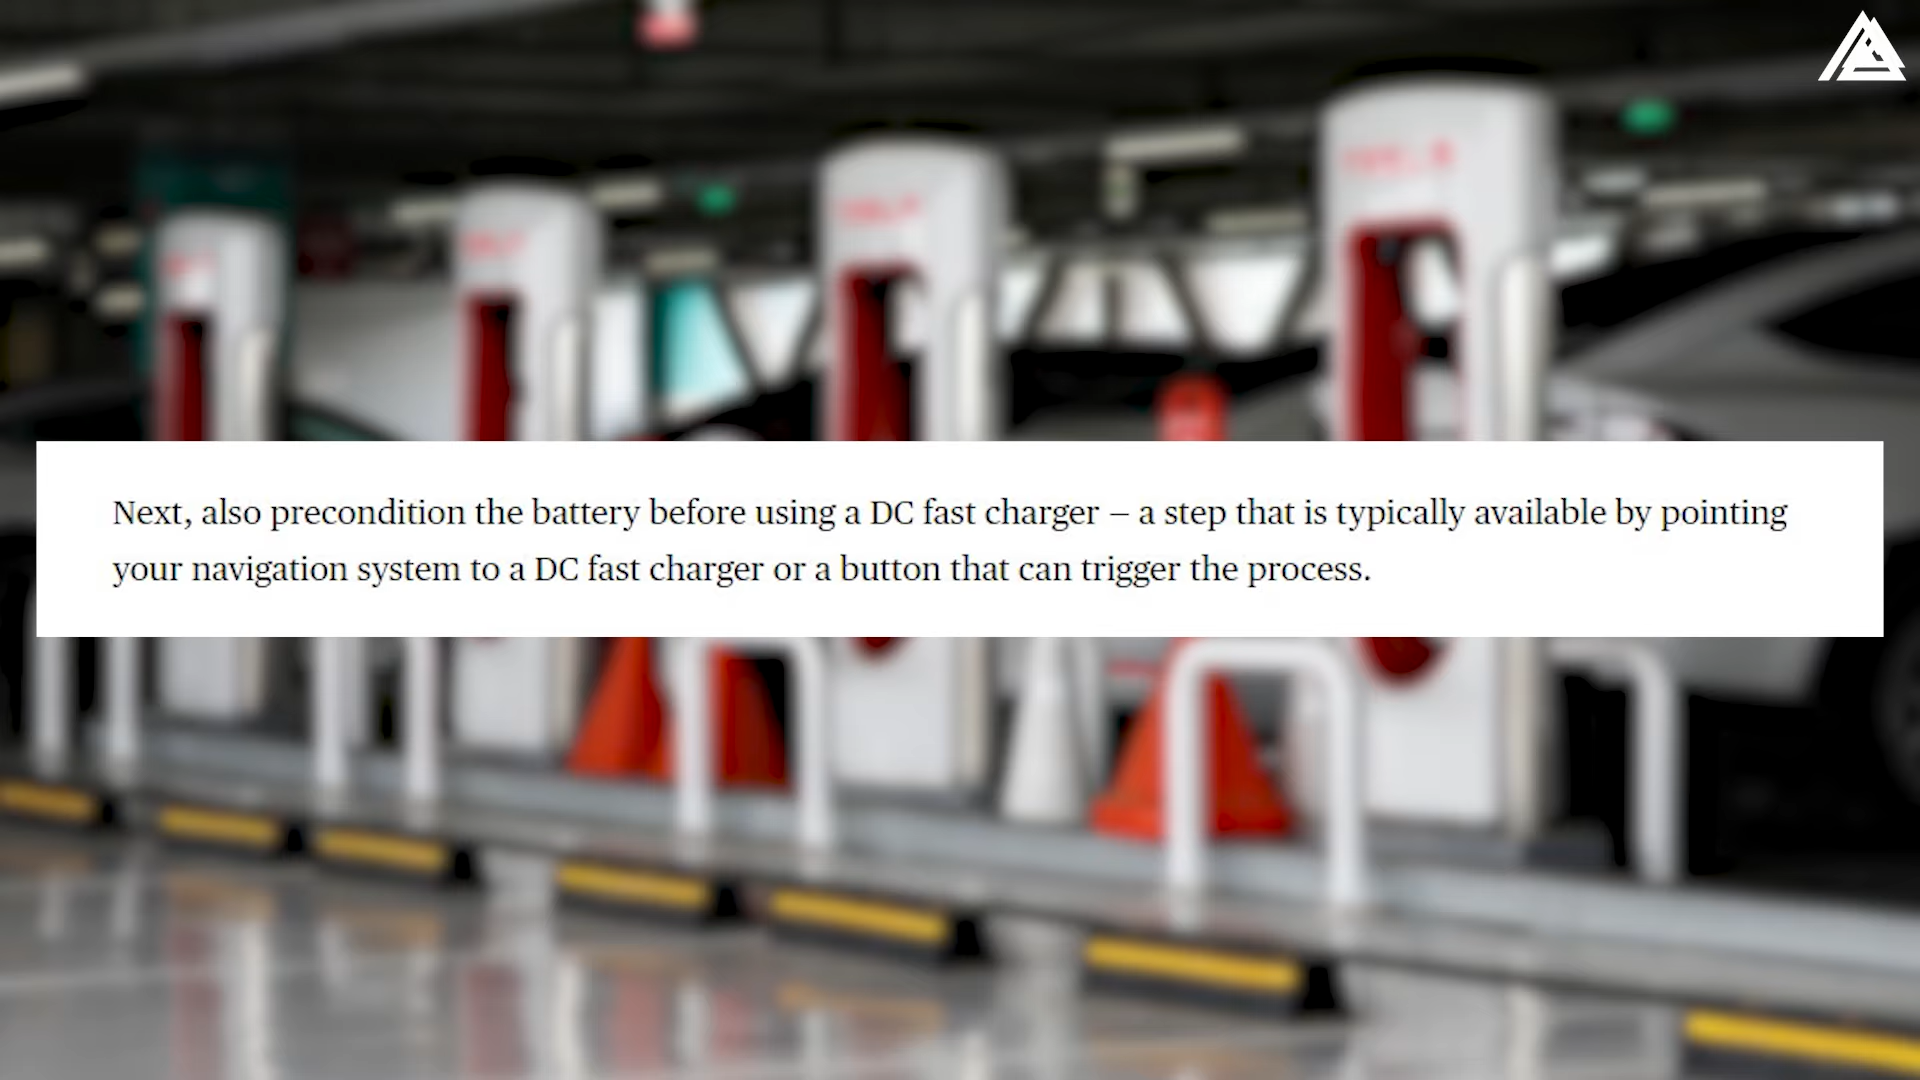 Next, also precondition the battery before using a DC fast charger – a step that is typically available by pointing
your navigation system to a DC fast charger or a button that can trigger the process.